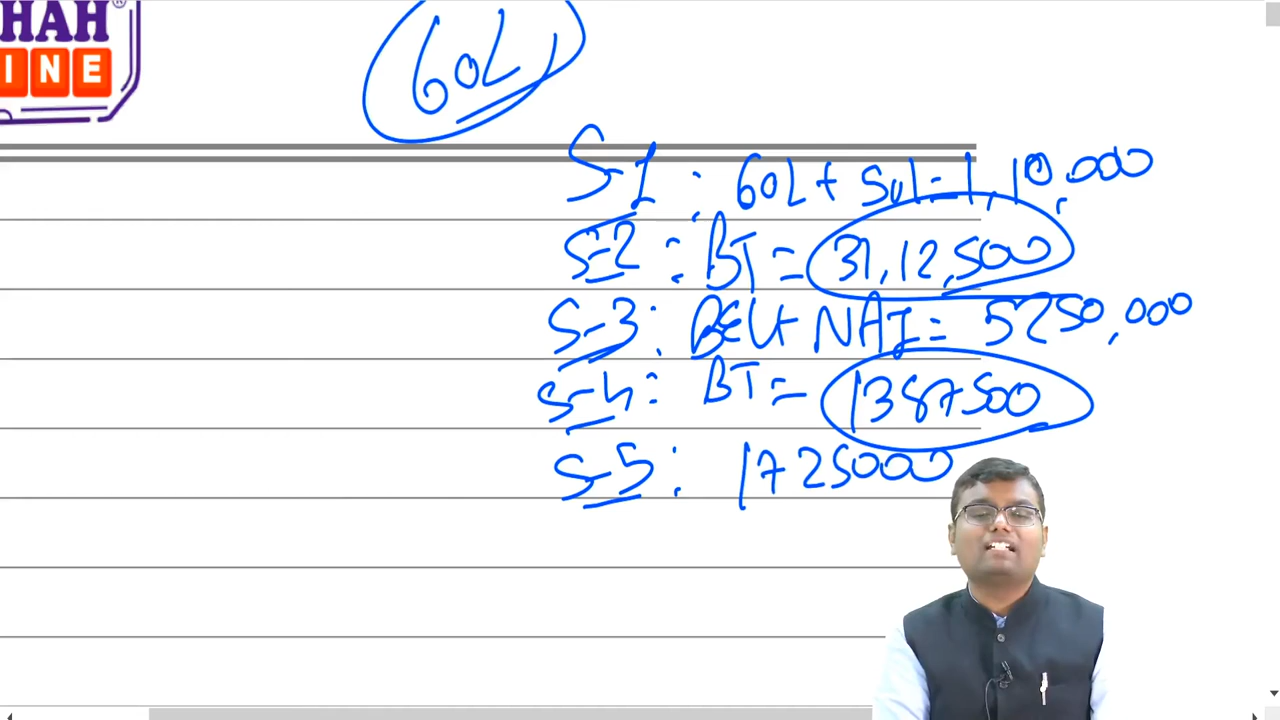 HAH
INE
60L
S-1 : 60L + 50L = 1,10,000
S-2 : BT = 31,12,500
S-3 : BEL + NAI = 5250,000
S-4 : BT = 1387500
S-5 : 1725000